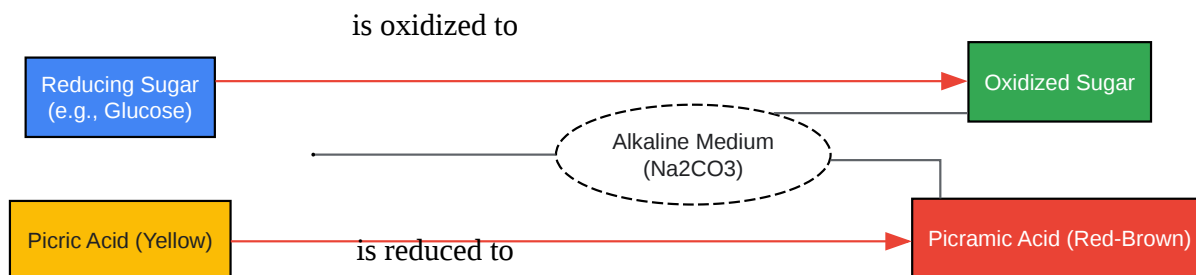 is oxidized to
Reducing Sugar
(e.g., Glucose)
Oxidized Sugar
Alkaline Medium
(Na2CO3)
Picric Acid (Yellow)
is reduced to
Picramic Acid (Red-Brown)